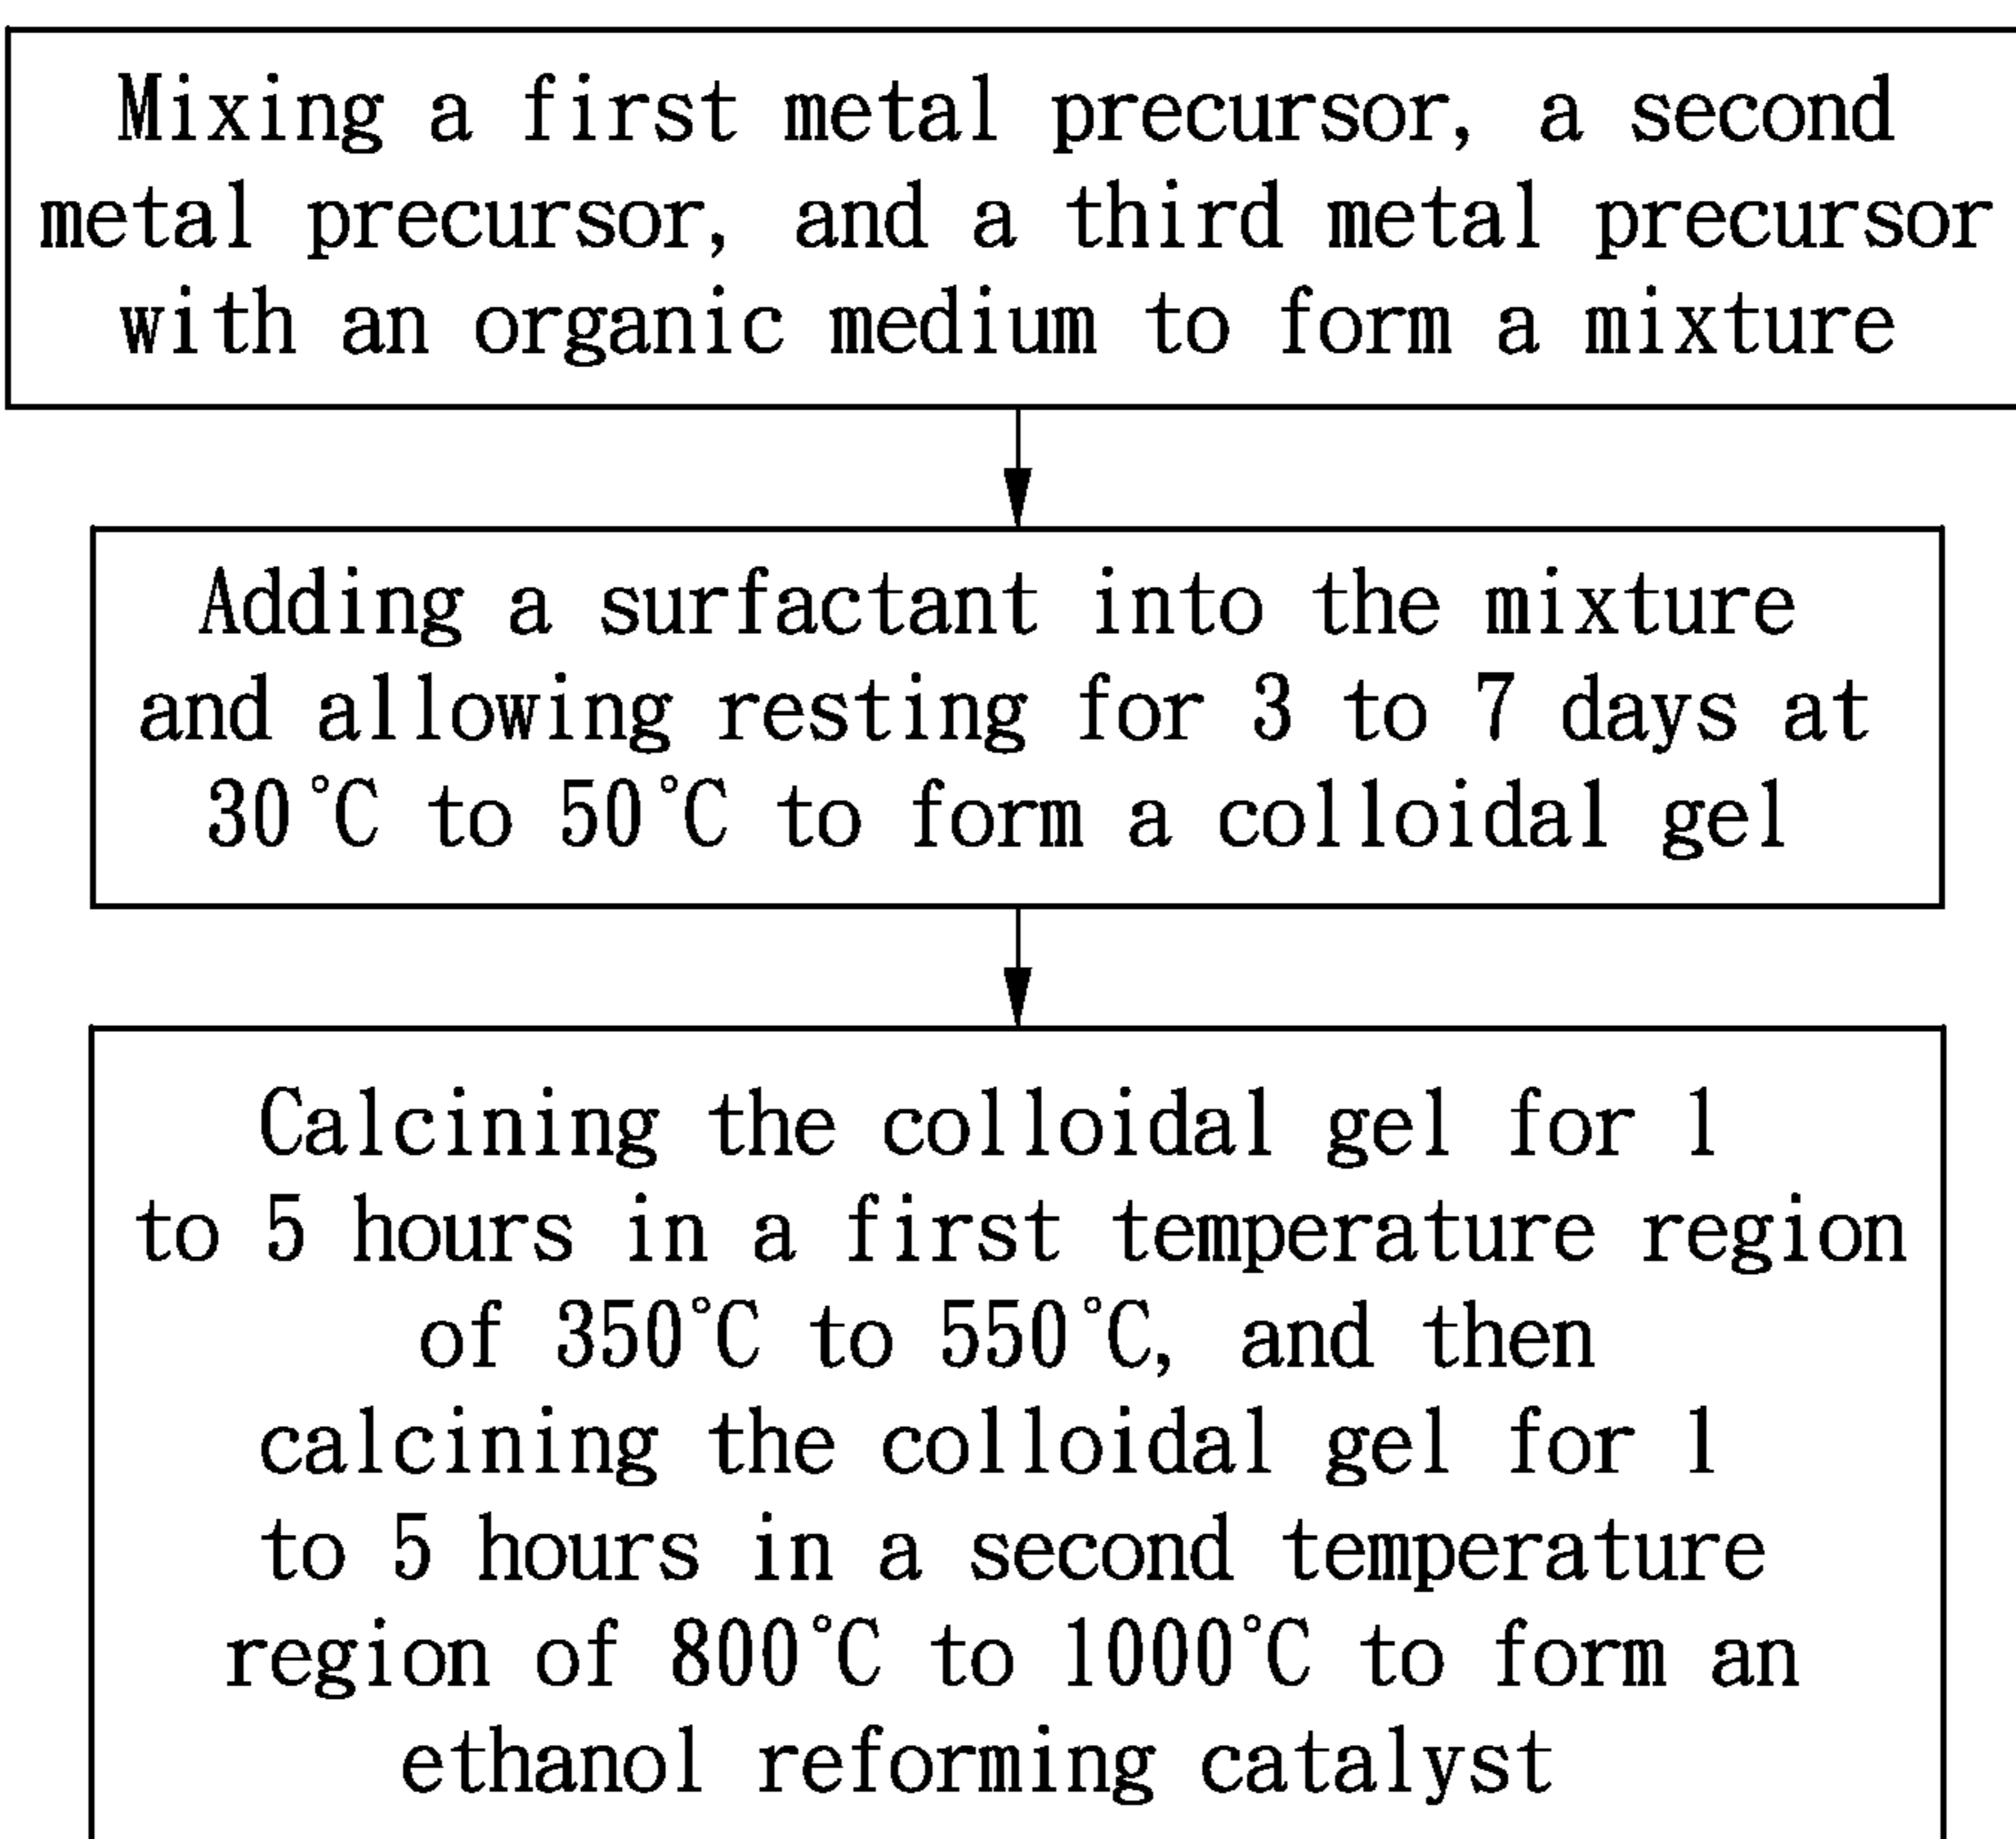 Mixing a first metal precursor, a second
metal precursor, and a third metal precursor
with an organic medium to form a mixture
Adding a surfactant into the mixture
and allowing resting for 3 to 7 days at
30°C to 50°C to form a colloidal gel
Calcining the colloidal gel for 1
to 5 hours in a first temperature region
of 350°C to 550°C, and then
calcining the colloidal gel for 1
to 5 hours in a second temperature
region of 800°C to 1000°C to form an
ethanol reforming catalyst